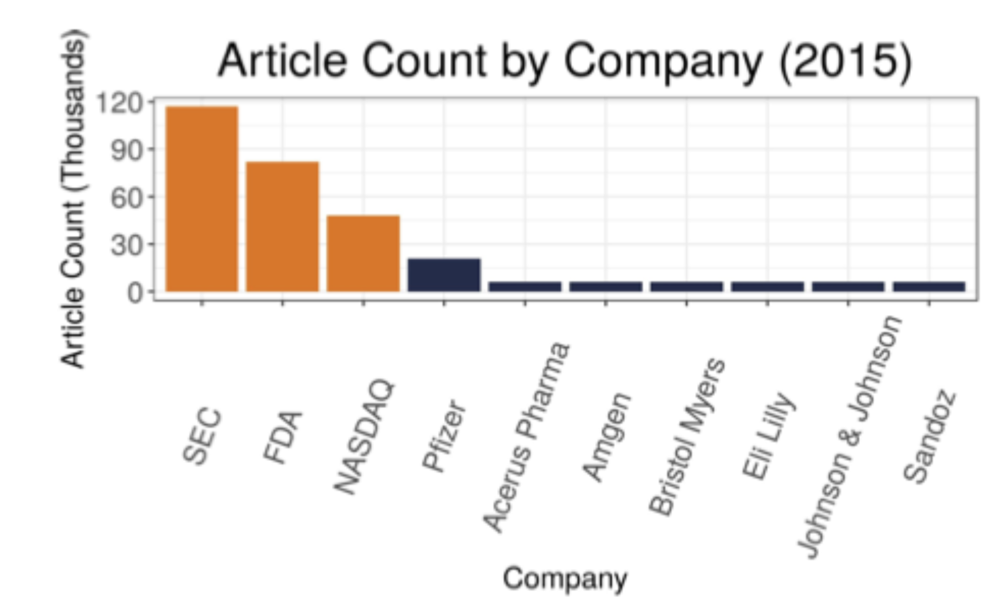 Article Count by Company (2015)
Article Count (Thousands)
120
90
60
30
0
SEC
FDA
NASDAQ
Pfizer
Acerus Pharma
Amgen
Bristol Myers
Eli Lilly
Johnson & Johnson
Sandoz
Company